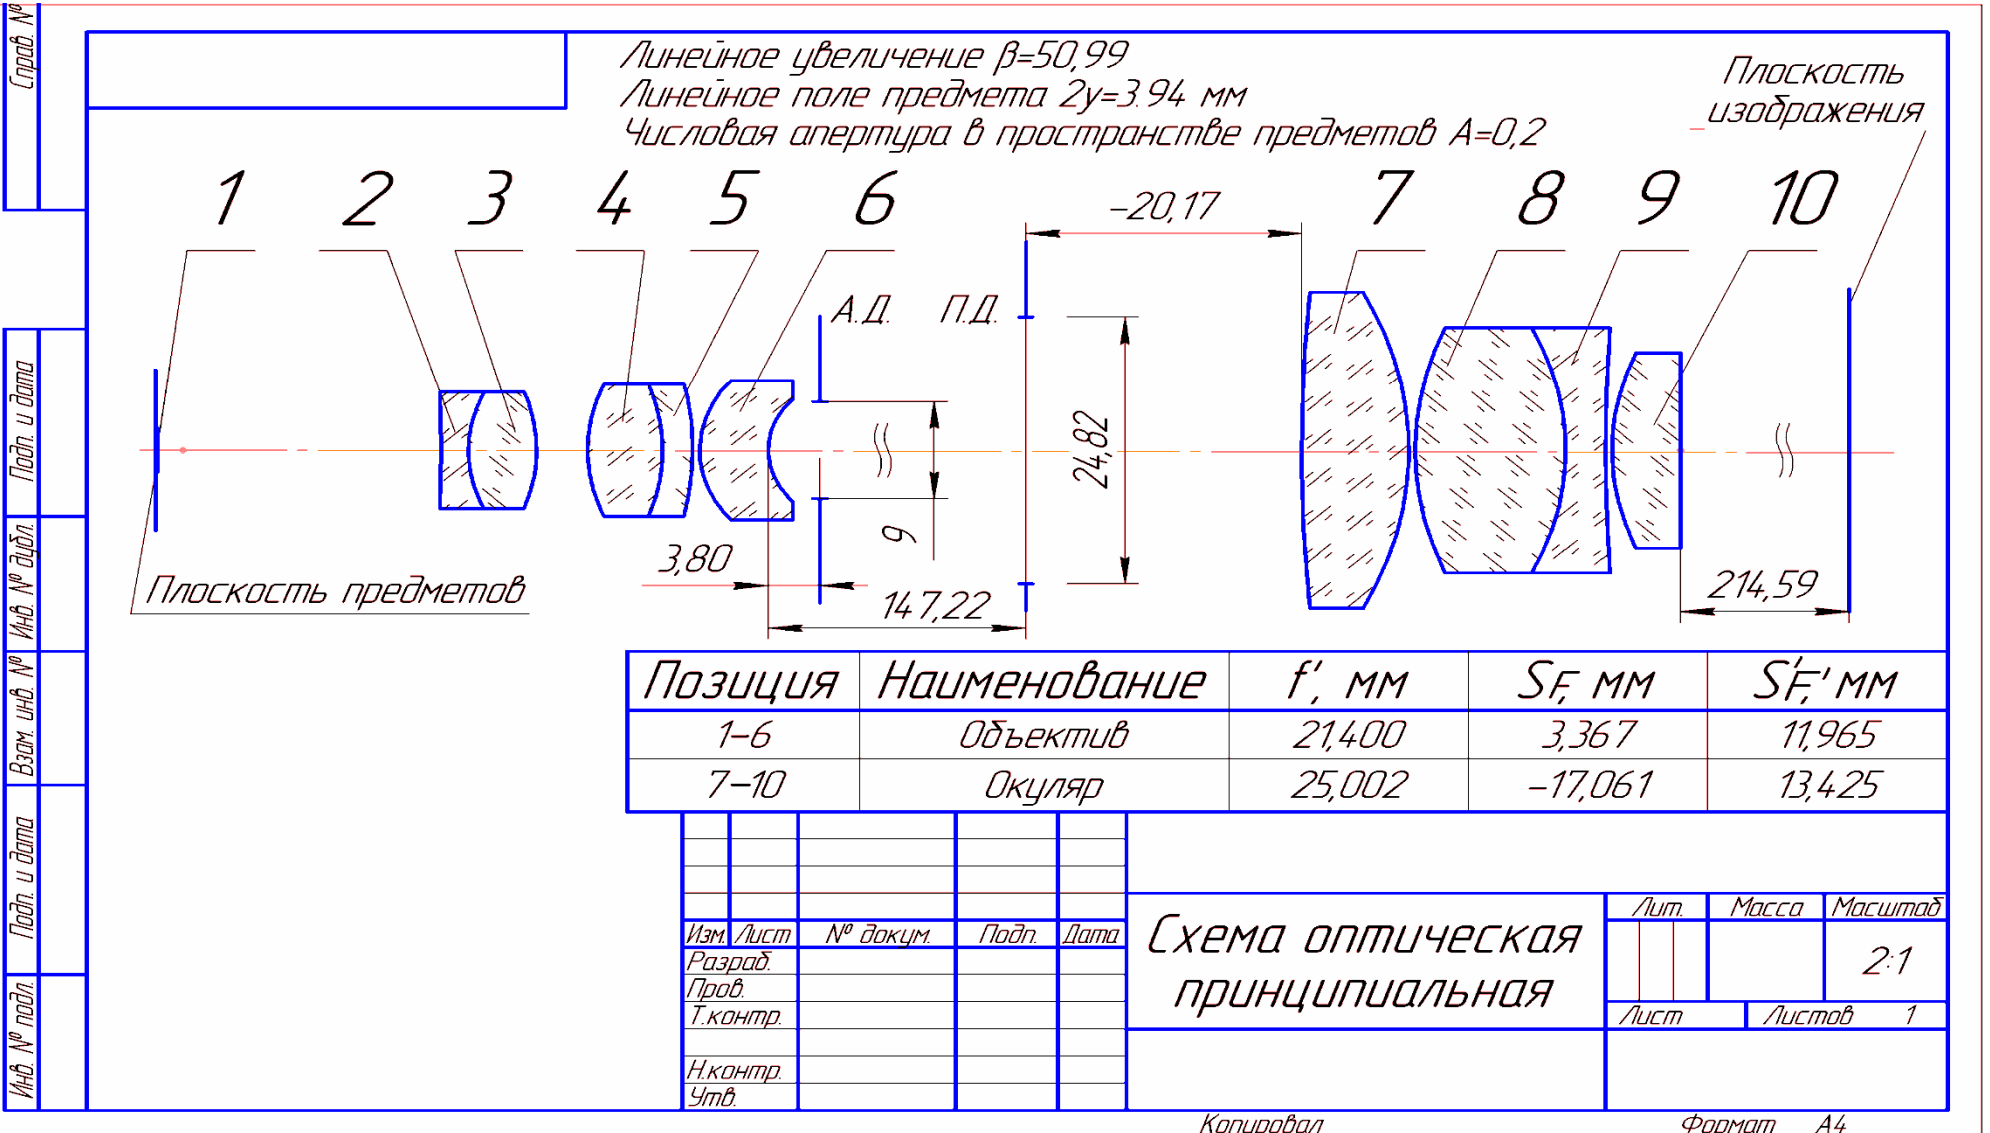 Справ. №
Подп. и дата
Инв. № дубл.
Взам. инв. №
Подп. и дата
Инв. № подл.
Линейное увеличение β=50,99
Линейное поле предмета 2y=3.94 мм
Числовая апертура в пространстве предметов A=0,2
Плоскость
изображения
1 2 3 4 5 6 7 8 9 10
-20,17
А.Д. П.Д.
24,82
9
3,80
147,22
214,59
Плоскость предметов
Позиция Наименование f', мм SF, мм S'F', мм
1-6 Объектив 21,400 3,367 11,965
7-10 Окуляр 25,002 -17,061 13,425
Изм. Лист № докум. Подп. Дата
Разраб.
Пров.
Т.контр.
Н.контр.
Утв.
Схема оптическая
принципиальная
Лит. Масса Масштаб
2:1
Лист Листов 1
Копировал Формат А4